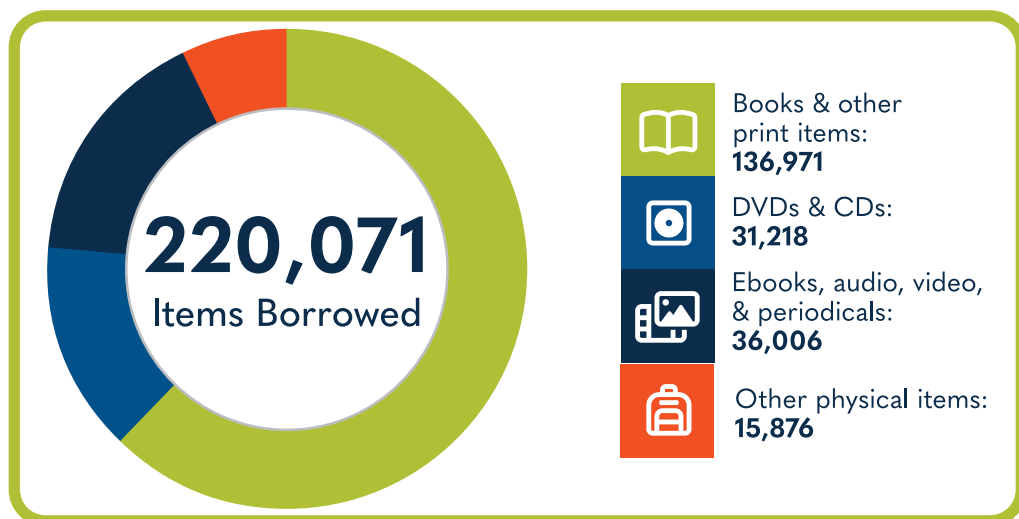 220,071
Items Borrowed
Books & other
print items:
136,971
DVDs & CDs:
31,218
Ebooks, audio, video,
& periodicals:
36,006
Other physical items:
15,876